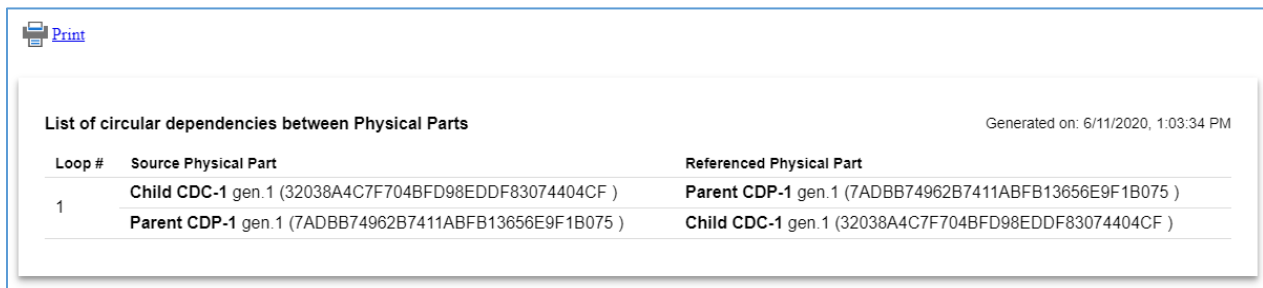 Print
List of circular dependencies between Physical Parts Generated on: 6/11/2020, 1:03:34 PM
Loop # Source Physical Part Referenced Physical Part
1
Child CDC-1 gen.1 (32038A4C7F704BFD98EDDF83074404CF ) Parent CDP-1 gen.1 (7ADBB74962B7411ABFB13656E9F1B075 )
Parent CDP-1 gen.1 (7ADBB74962B7411ABFB13656E9F1B075 ) Child CDC-1 gen.1 (32038A4C7F704BFD98EDDF83074404CF )